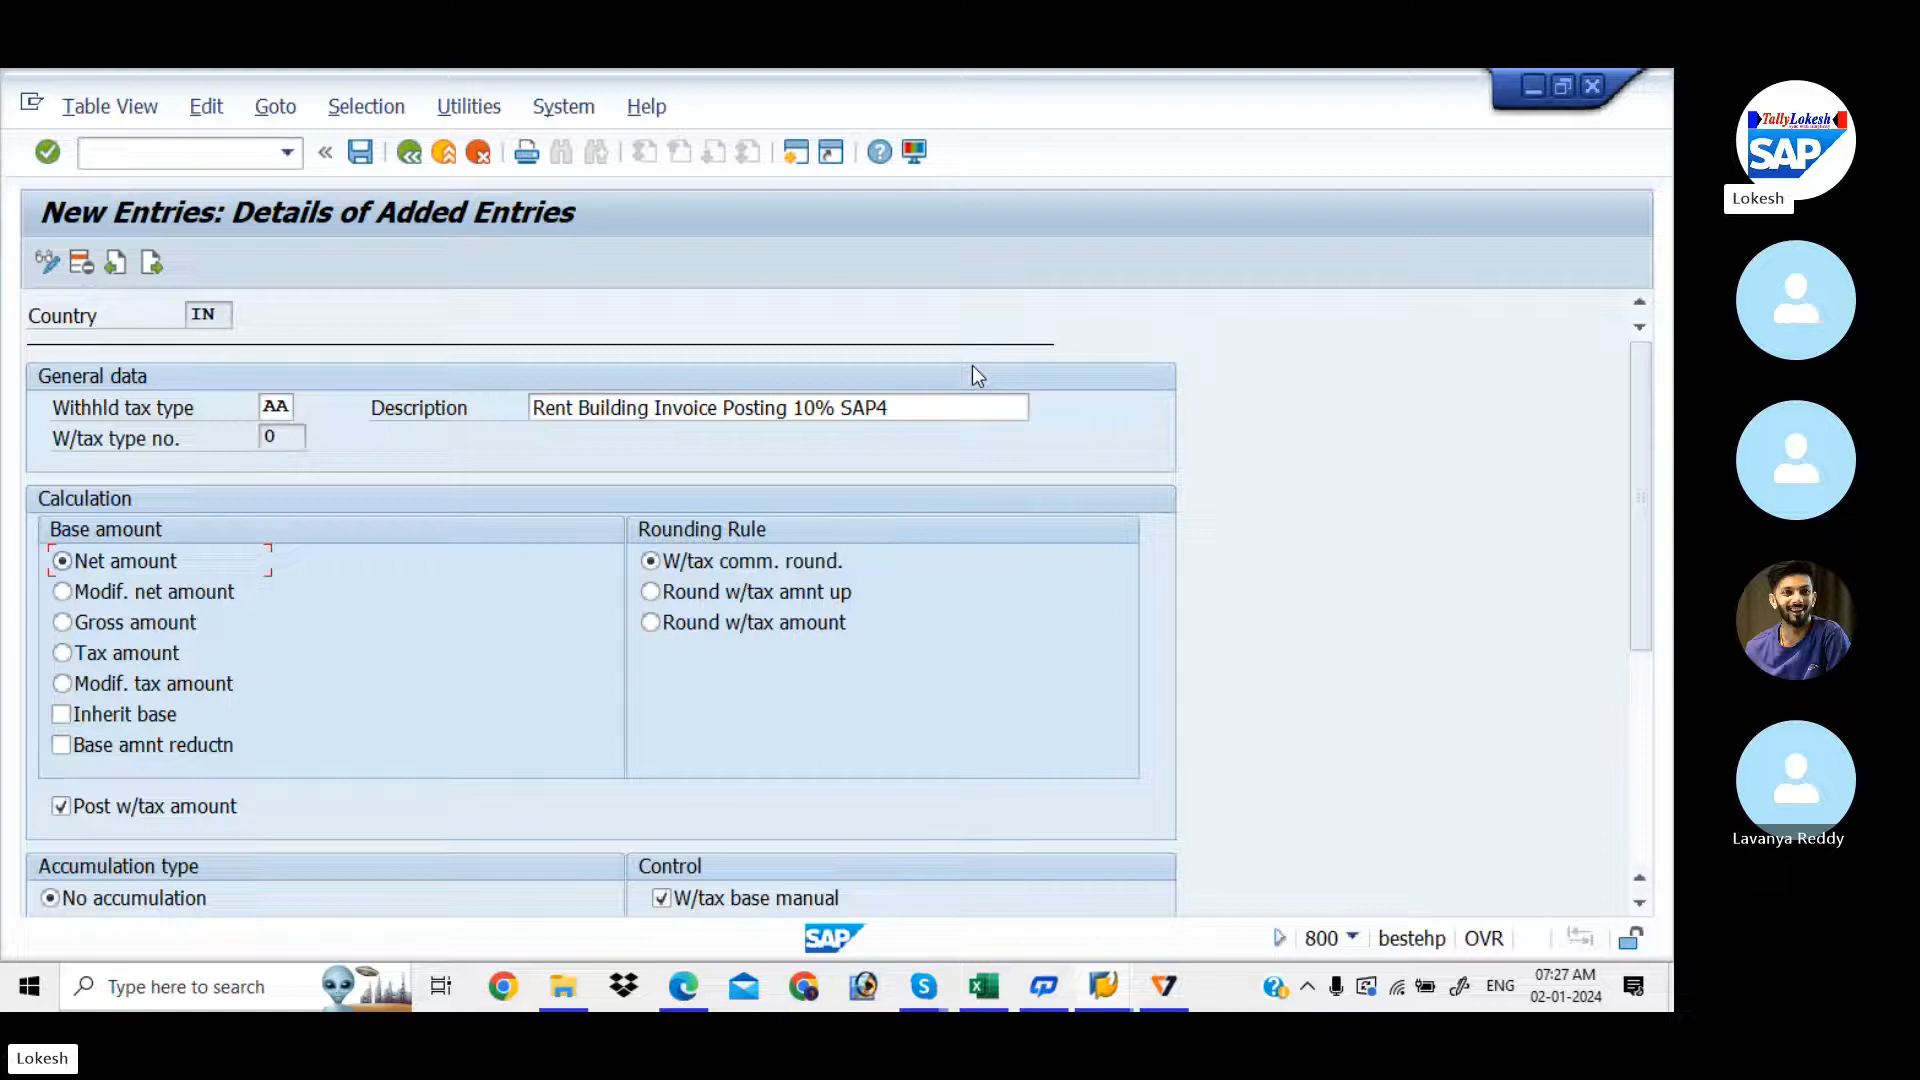 TallyLokesh
SAP
Lokesh
Table View Edit Goto Selection Utilities System Help
New Entries: Details of Added Entries
Country IN
General data
Withhld tax type AA Description Rent Building Invoice Posting 10% SAP4
W/tax type no. 0
Calculation
Base amount Rounding Rule
Net amount W/tax comm. round.
Modif. net amount Round w/tax amnt up
Gross amount Round w/tax amount
Tax amount
Modif. tax amount
Inherit base
Base amnt reductn
Post w/tax amount
Accumulation type Control
No accumulation W/tax base manual
SAP 800 bestehp OVR
Type here to search ENG 07:27 AM
02-01-2024
Lavanya Reddy
Lokesh